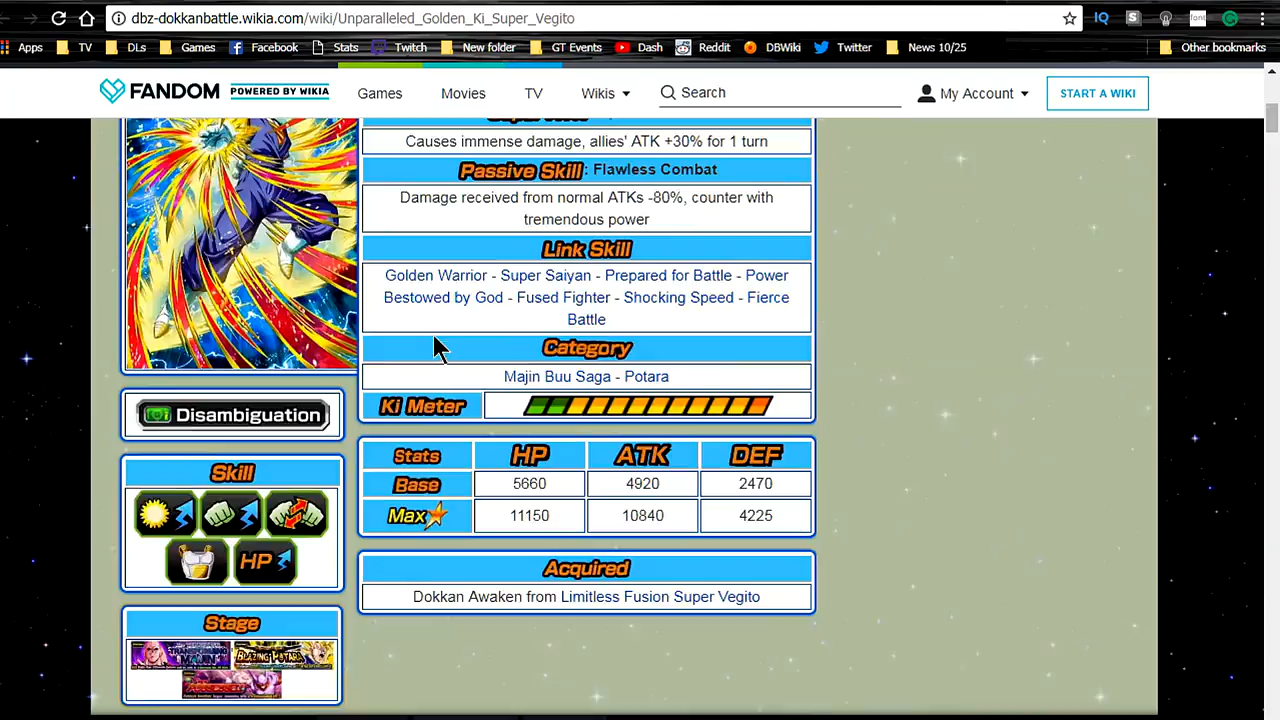 dbz-dokkanbattle.wikia.com/wiki/Unparalleled_Golden_Ki_Super_Vegito
IQ
S
font
Apps
TV
DLs
Games
Facebook
Stats
Twitch
New folder
GT Events
Dash
Reddit
DBWiki
Twitter
News 10/25
Other bookmarks
FANDOM
POWERED BY WIKIA
Games
Movies
TV
Wikis
Search
My Account
START A WIKI
Causes immense damage, allies' ATK +30% for 1 turn
Passive Skill: Flawless Combat
Damage received from normal ATKs -80%, counter with
tremendous power
Link Skill
Golden Warrior - Super Saiyan - Prepared for Battle - Power
Bestowed by God - Fused Fighter - Shocking Speed - Fierce
Battle
Category
Majin Buu Saga - Potara
Ki Meter
Disambiguation
Stats HP ATK DEF
Base 5660 4920 2470
Max 11150 10840 4225
Skill
HP
Acquired
Dokkan Awaken from Limitless Fusion Super Vegito
Stage